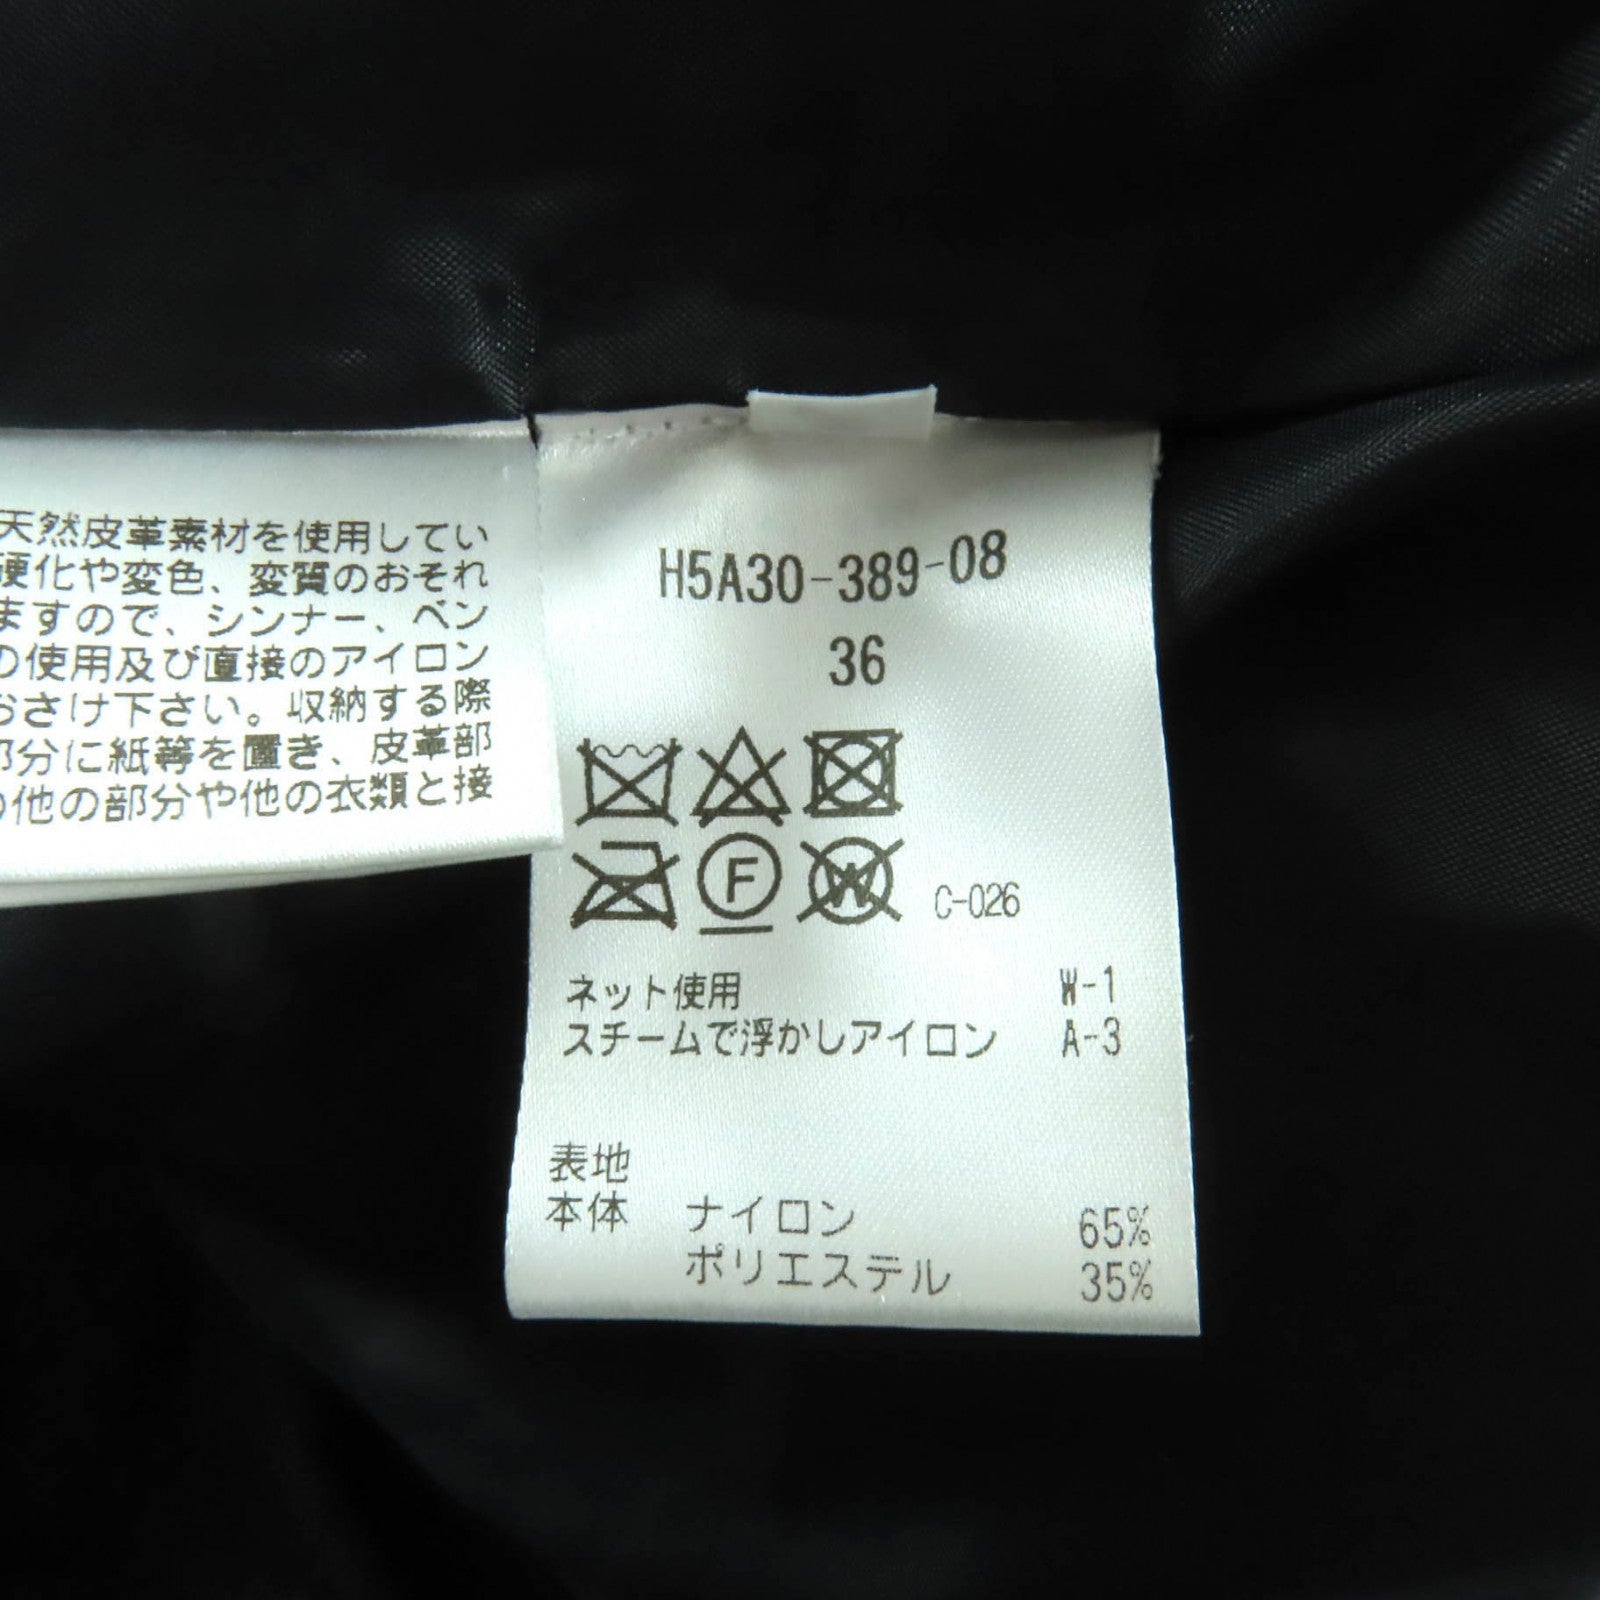 天然皮革素材を使用してい
硬化や変色、変質のおそれ
ますので、シンナー、ベン
の使用及び直接のアイロン
おさけ下さい。収納する際
部分に紙等を置き、皮革部
の他の部分や他の衣類と接
H5A30-389-08
36
F
W
C-026
ネット使用 W-1
スチームで浮かしアイロン A-3
表地
本体 ナイロン 65%
ポリエステル 35%